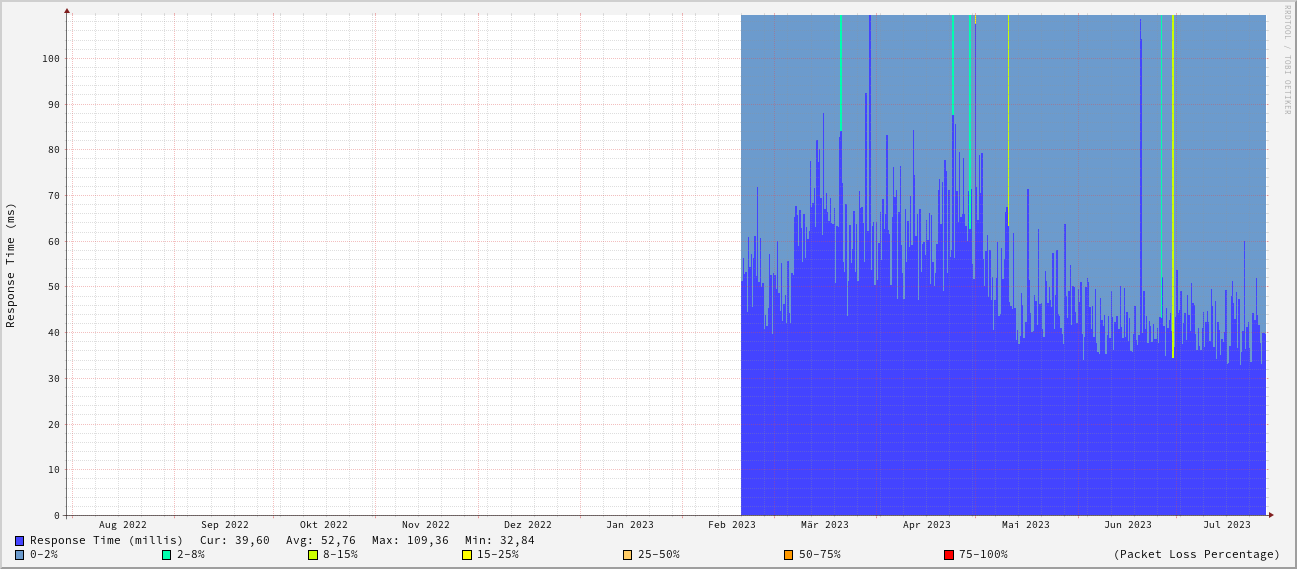 RRDTOOL / TOBI OETIKER
Response Time (ms)
100
90
80
70
60
50
40
30
20
10
0
Aug 2022 Sep 2022 Okt 2022 Nov 2022 Dez 2022 Jan 2023 Feb 2023 Mär 2023 Apr 2023 Mai 2023 Jun 2023 Jul 2023
Response Time (millis) Cur: 39,60 Avg: 52,76 Max: 109,36 Min: 32,84
0-2% 2-8% 8-15% 15-25% 25-50% 50-75% 75-100% (Packet Loss Percentage)